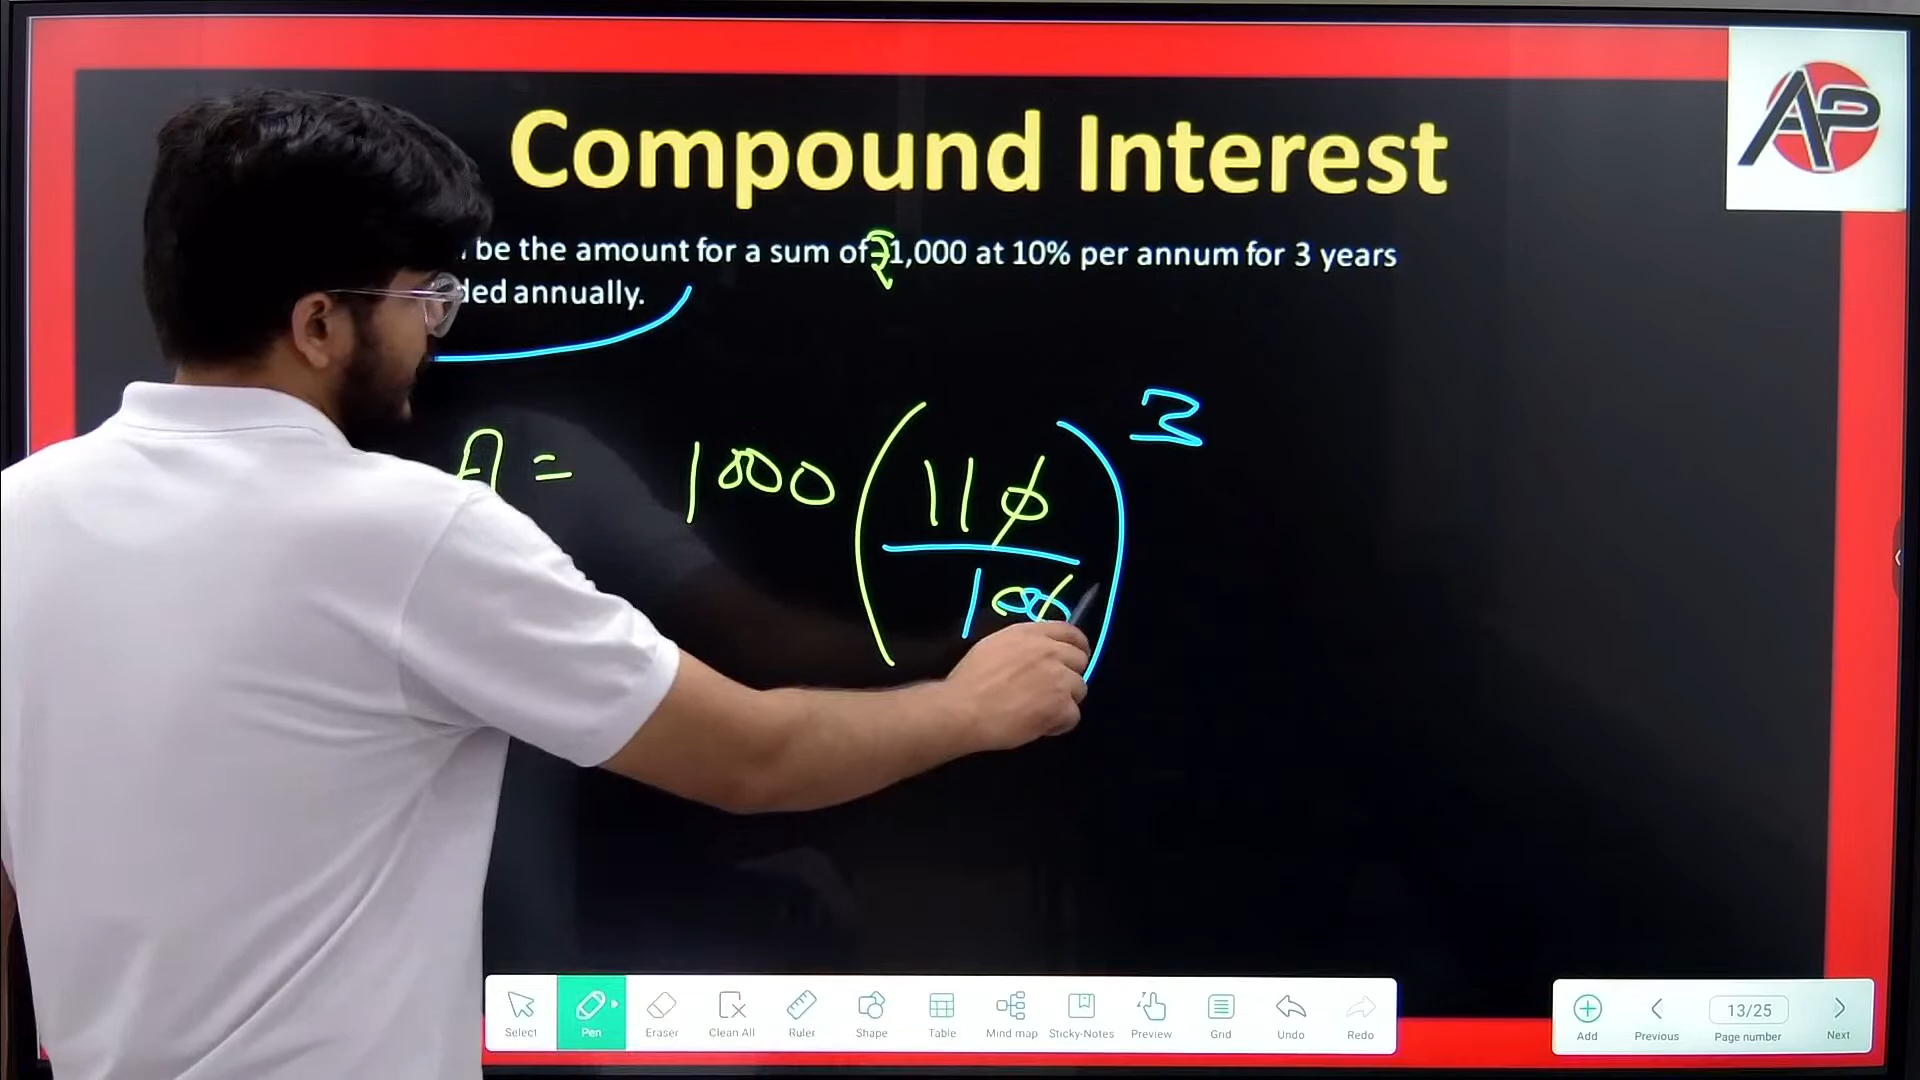 AP
Compound Interest
be the amount for a sum of ₹1,000 at 10% per annum for 3 years
ded annually.
A = 1000 (110/100)³
Select Pen Eraser Clean All Ruler Shape Table Mind map Sticky-Notes Preview Grid Undo Redo
13/25
Add Previous Page number Next